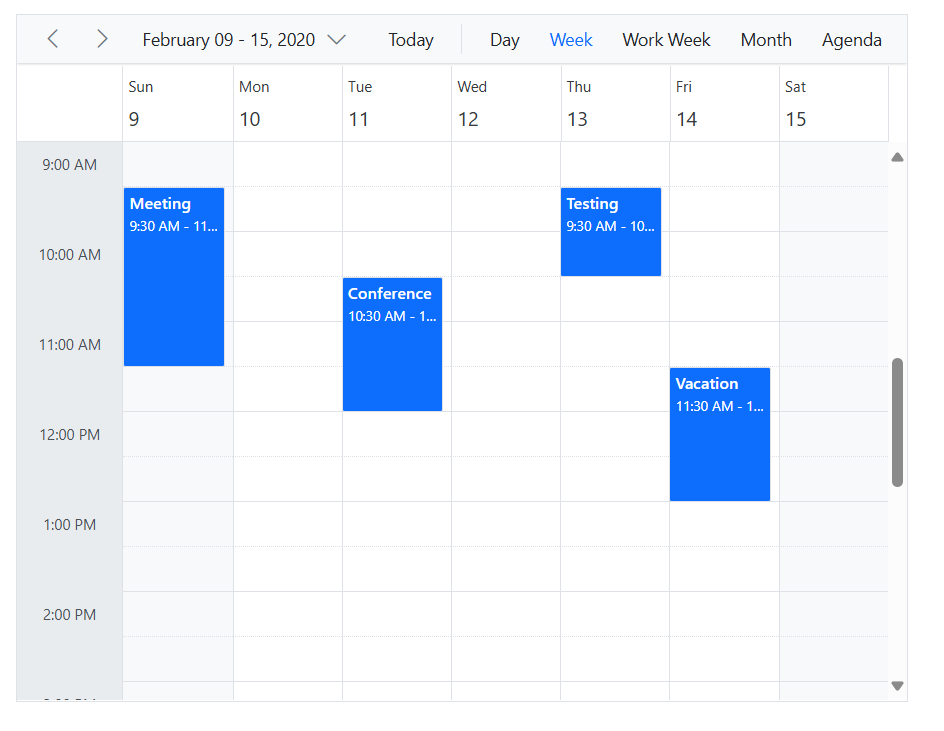 February 09 - 15, 2020 Today Day Week Work Week Month Agenda
Sun Mon Tue Wed Thu Fri Sat
9 10 11 12 13 14 15
9:00 AM
Meeting Testing
9:30 AM - 11... 9:30 AM - 10...
10:00 AM
Conference
10:30 AM - 1...
11:00 AM
Vacation
11:30 AM - 1...
12:00 PM
1:00 PM
2:00 PM